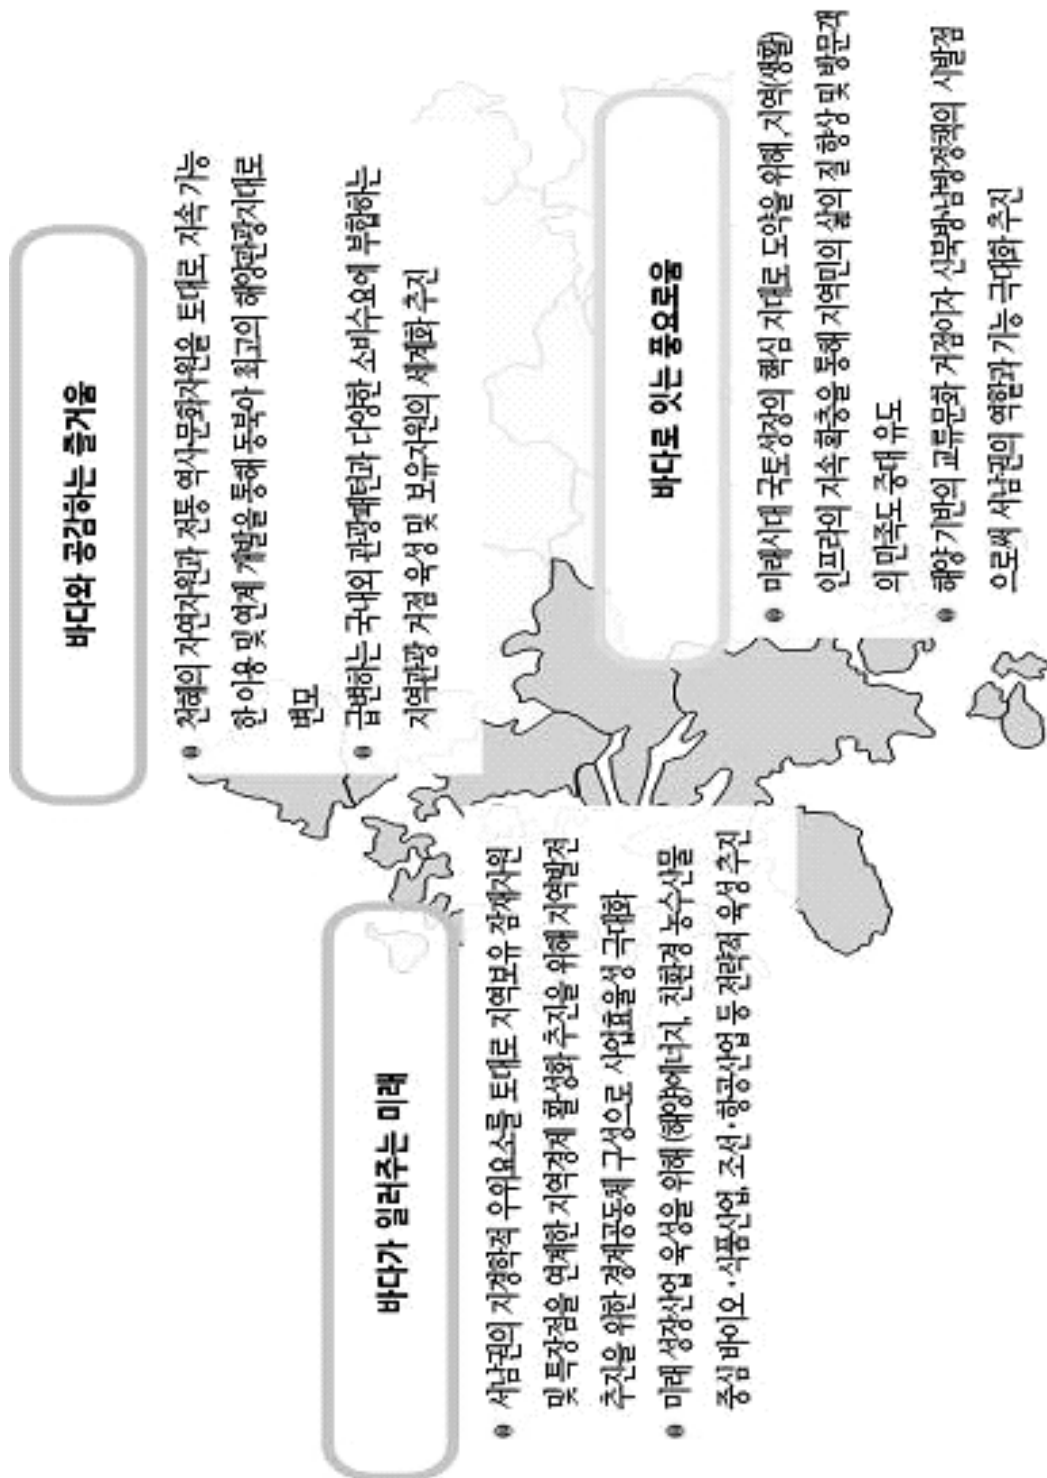 바다와 공감하는 즐거움
천혜의 자연자원과 전통 역사·문화자원을 토대로, 지속 가능
한 이용 및 연계 개발을 통해 동북아 최고의 해양관광지대로
변모
급변하는 국내외 관광패턴과 다양한 소비수요에 부합하는
지역관광 거점 육성 및 보유자원의 세계화 추진
바다가 일러주는 미래
서남권의 지경학적 우위요소를 토대로 지역보유 잠재자원
및 특장점을 연계한 지역경제 활성화 추진을 위해 지역발전
추진을 위한 경제공동체 구성으로 사업효율성 극대화
미래 성장산업 육성을 위해 (해양)에너지, 친환경 농수산물
중심 바이오·식품산업, 조선·항공산업 등 전략적 육성 추진
바다로 잇는 풍요로움
미래시대 국토성장의 핵심 지대로 도약을 위해, 지역(생활)
인프라의 지속 확충을 통해 지역민의 삶의 질 향상 및 방문객
의 만족도 증대 유도
해양 기반의 교류문화 거점이자 신북방·남방정책의 시발점
으로써 서남권의 역할과 기능 극대화 추진